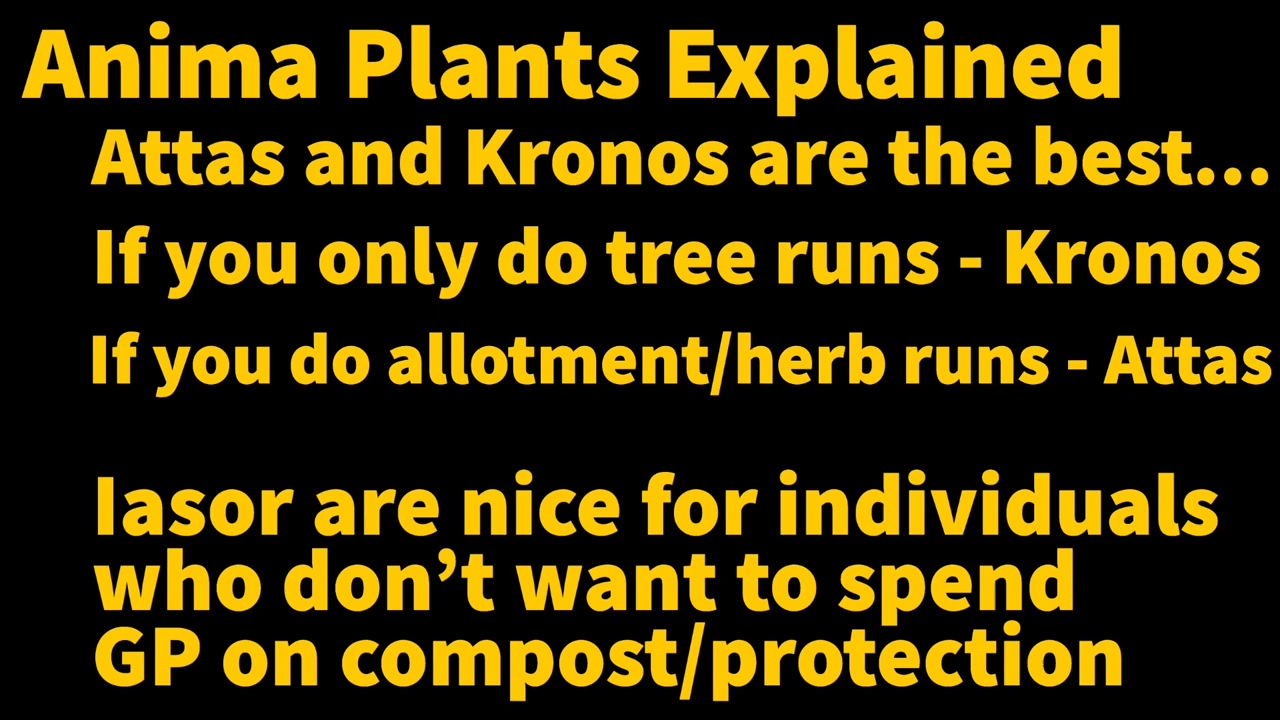 Anima Plants Explained
Attas and Kronos are the best...
If you only do tree runs - Kronos
If you do allotment/herb runs - Attas
Iasor are nice for individuals
who don’t want to spend
GP on compost/protection